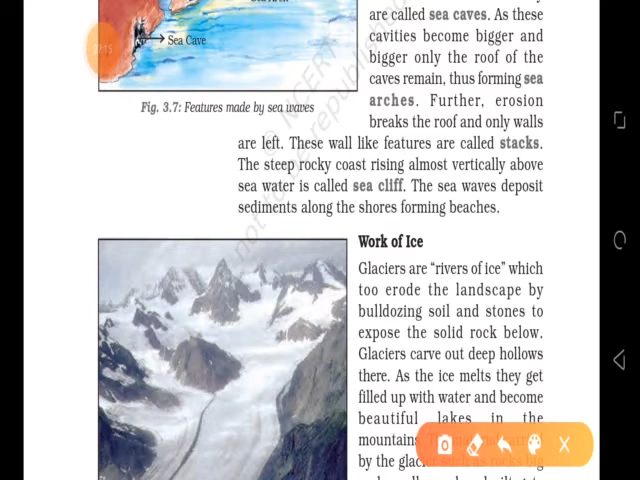 are called sea caves. As these
Sea Cave
cavities become bigger and
bigger only the roof of the
caves remain, thus forming sea
Fig. 3.7: Features made by sea waves
arches. Further, erosion
breaks the roof and only walls
are left. These wall like features are called stacks.
The steep rocky coast rising almost vertically above
sea water is called sea cliff. The sea waves deposit
sediments along the shores forming beaches.
Work of Ice
Glaciers are “rivers of ice” which
too erode the landscape by
bulldozing soil and stones to
expose the solid rock below.
Glaciers carve out deep hollows
there. As the ice melts they get
filled up with water and become
beautiful lakes in the
mountains.
by the glacier
© NCERT
not to be republished